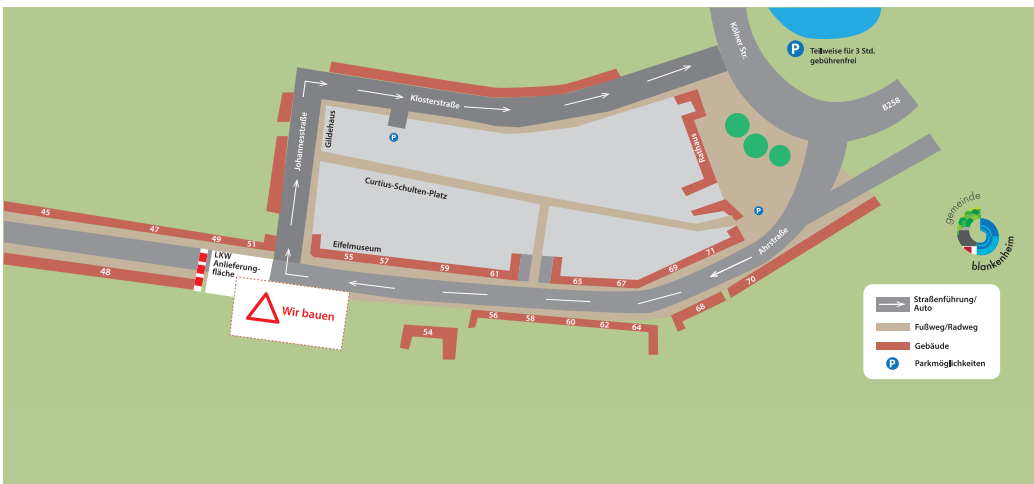 Kölner Str.
P
Teilweise für 3 Std.
gebührenfrei
B258
Klosterstraße
Johannesstraße
Gildehaus
P
Rathaus
Curtius-Schulten-Platz
P
Ahrstraße
45
47
49
51
48
LKW
Anlieferung-
fläche
Wir bauen
Eifelmuseum
55
57
59
61
65
67
69
71
70
68
56
58
60
62
64
54
gemeinde
blankenheim
Straßenführung/
Auto
Fußweg/Radweg
Gebäude
P
Parkmöglichkeiten